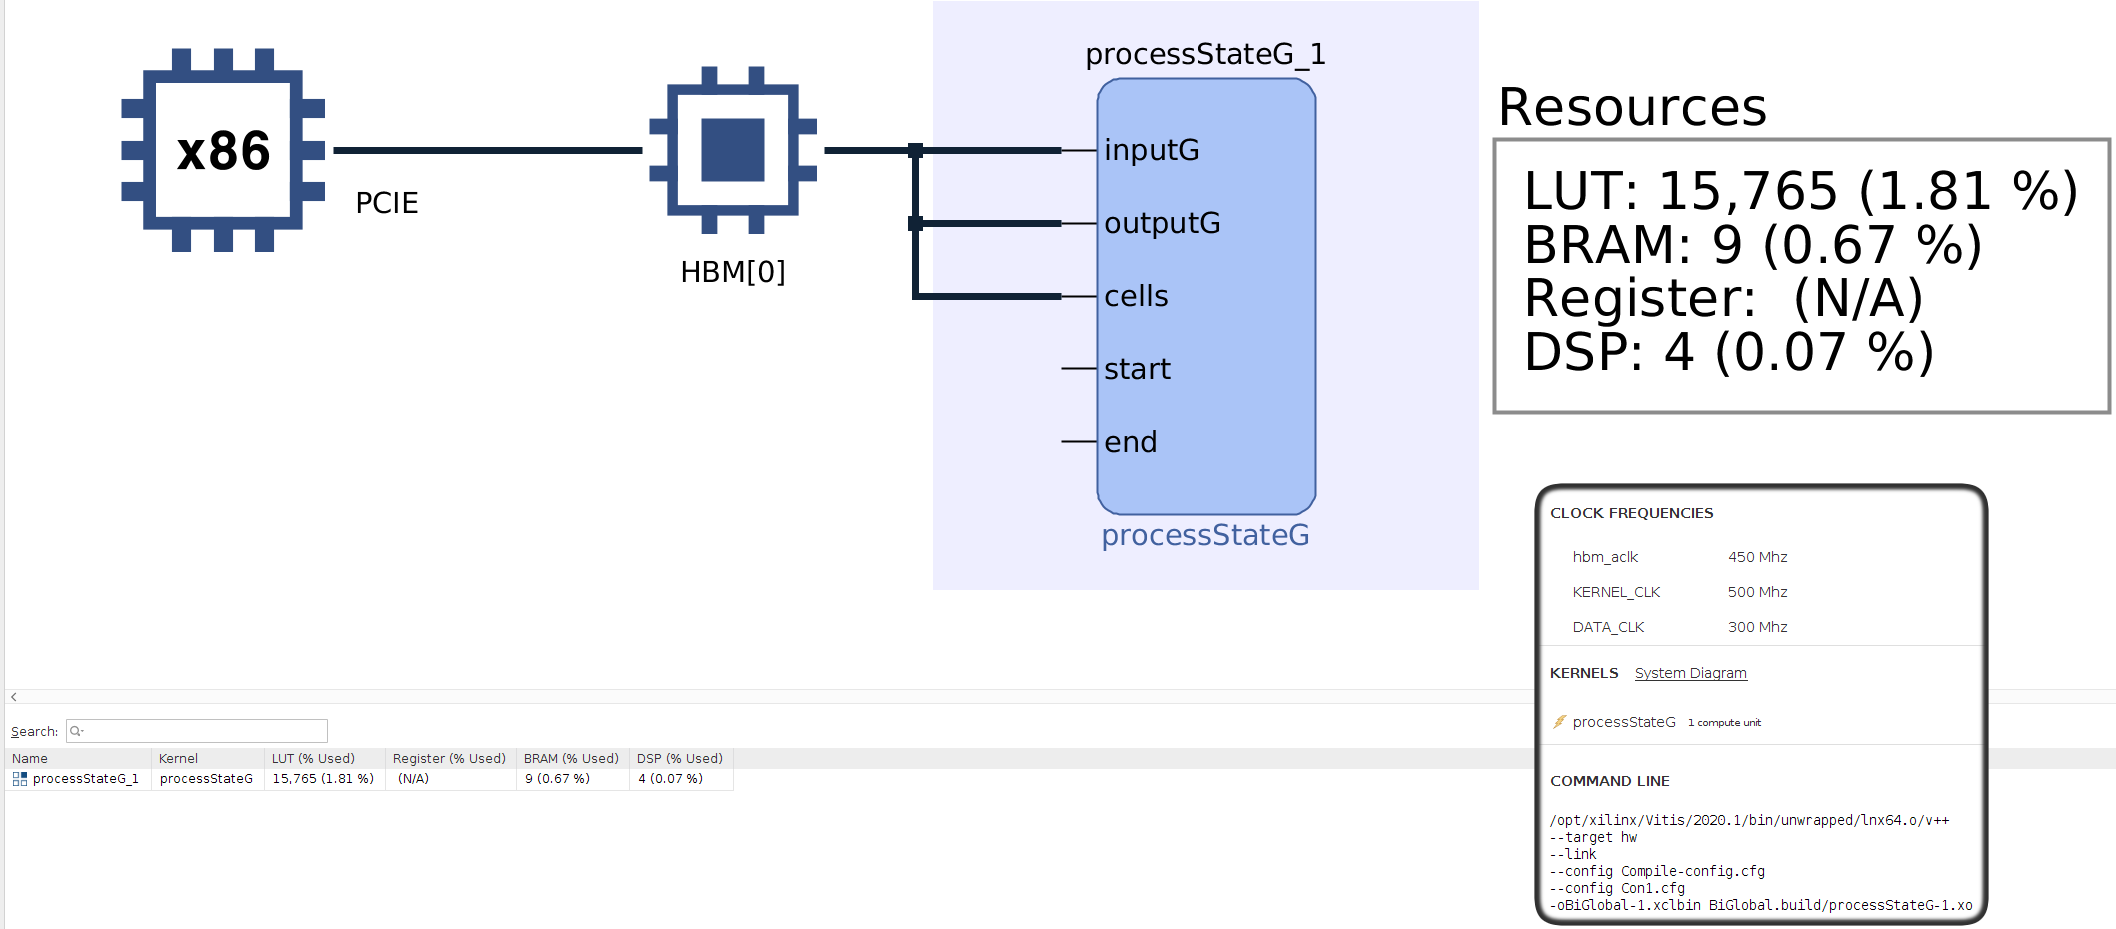 x86
PCIE
HBM[0]
processStateG_1
inputG
outputG
cells
start
end
processStateG
Resources
LUT: 15,765 (1.81 %)
BRAM: 9 (0.67 %)
Register:  (N/A)
DSP: 4 (0.07 %)
CLOCK FREQUENCIES
hbm_aclk 450 Mhz
KERNEL_CLK 500 Mhz
DATA_CLK 300 Mhz
KERNELS System Diagram
processStateG 1 compute unit
COMMAND LINE
/opt/xilinx/Vitis/2020.1/bin/unwrapped/lnx64.o/v++
--target hw
--link
--config Compile-config.cfg
--config Con1.cfg
-oBiGlobal-1.xclbin BiGlobal.build/processStateG-1.xo
Search:
Name Kernel LUT (% Used) Register (% Used) BRAM (% Used) DSP (% Used)
processStateG_1 processStateG 15,765 (1.81 %) (N/A) 9 (0.67 %) 4 (0.07 %)